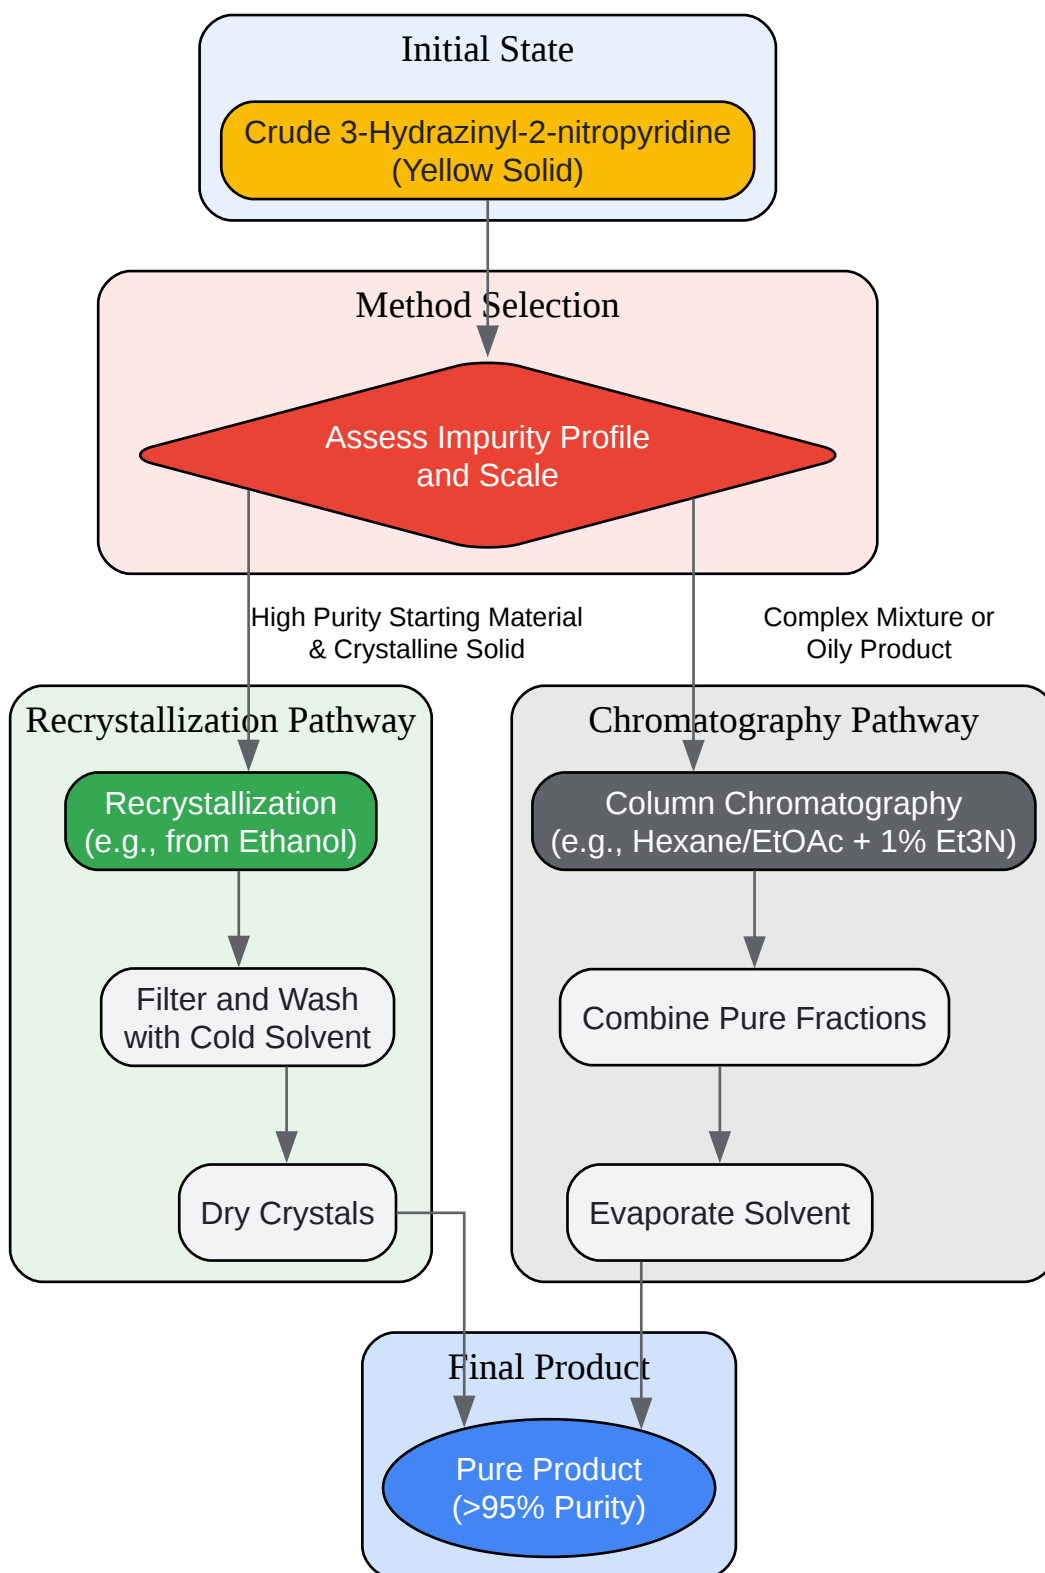 Initial State
Crude 3-Hydrazinyl-2-nitropyridine
(Yellow Solid)
Method Selection
Assess Impurity Profile
and Scale
High Purity Starting Material
& Crystalline Solid
Complex Mixture or
Oily Product
Recrystallization Pathway
Recrystallization
(e.g., from Ethanol)
Filter and Wash
with Cold Solvent
Dry Crystals
Chromatography Pathway
Column Chromatography
(e.g., Hexane/EtOAc + 1% Et3N)
Combine Pure Fractions
Evaporate Solvent
Final Product
Pure Product
(>95% Purity)